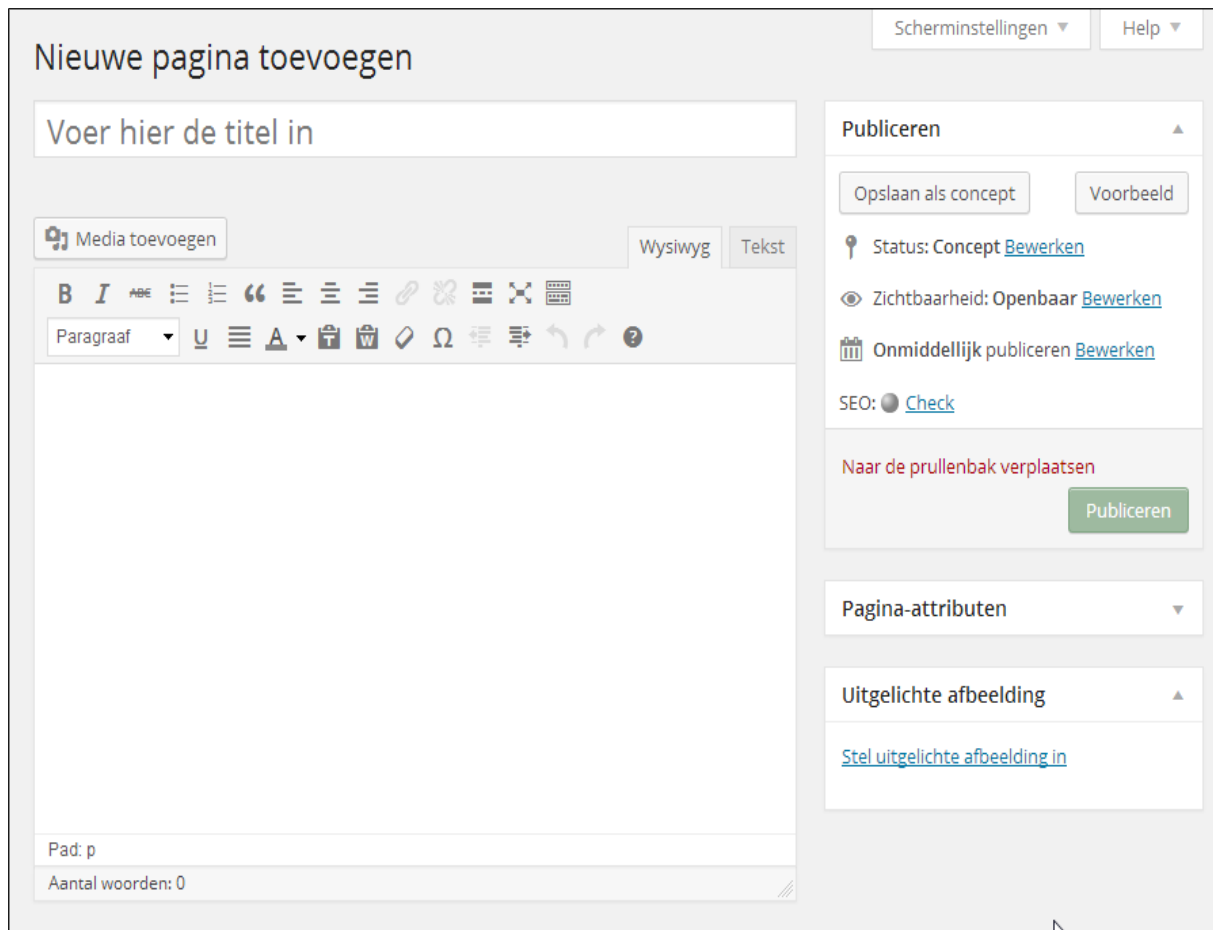 Scherminstellingen
Help
Nieuwe pagina toevoegen
Voer hier de titel in
Media toevoegen
Wysiwyg
Tekst
B I ABE
Paragraaf
U A T W Ω ?
Pad: p
Aantal woorden: 0
Publiceren
Opslaan als concept
Voorbeeld
Status: Concept Bewerken
Zichtbaarheid: Openbaar Bewerken
Onmiddellijk publiceren Bewerken
SEO: Check
Naar de prullenbak verplaatsen
Publiceren
Pagina-attributen
Uitgelichte afbeelding
Stel uitgelichte afbeelding in